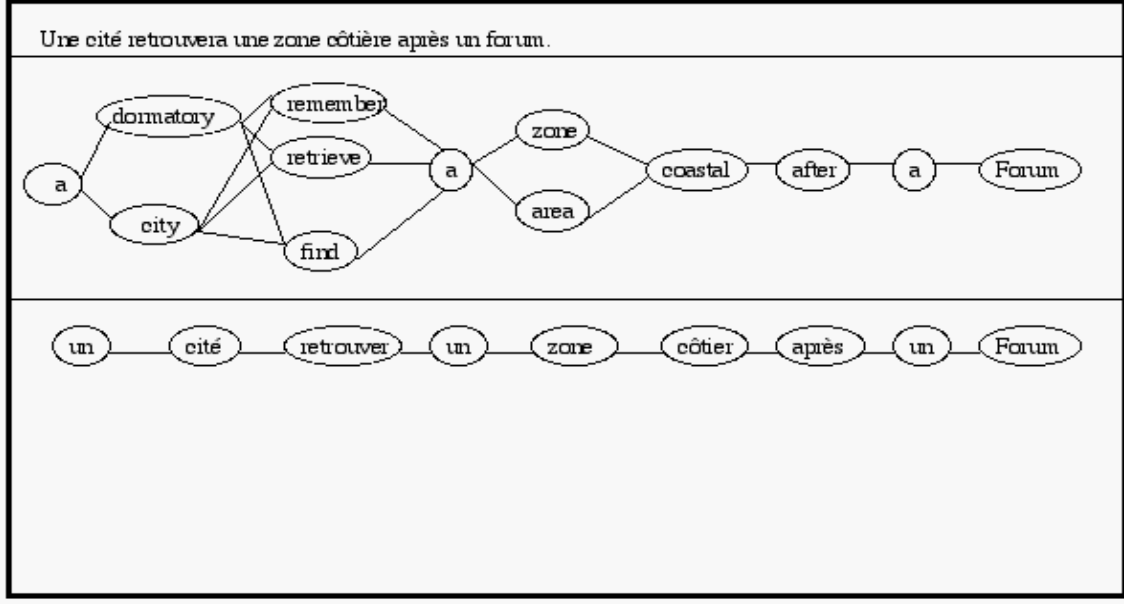 Une cité retrouvera une zone côtière après un forum.
remember
dormatory
zone
retrieve
a
coastal
after
a
Forum
a
area
city
find
un cité retrouver un zone côtier après un Forum